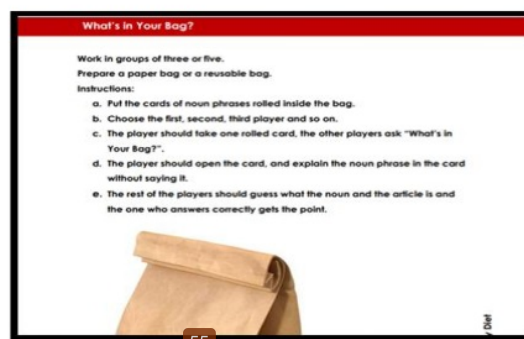 What's in Your Bag?
Work in groups of three or five.
Prepare a paper bag or a reusable bag.
Instructions:
a. Put the cards of noun phrases rolled inside the bag.
b. Choose the first, second, third player and so on.
c. The player should take one rolled card, the other players ask "What's in
Your Bag?".
d. The player should open the card, and explain the noun phrase in the card
without saying it.
e. The rest of the players should guess what the noun and the article is and
the one who answers correctly gets the point.
55
Diet